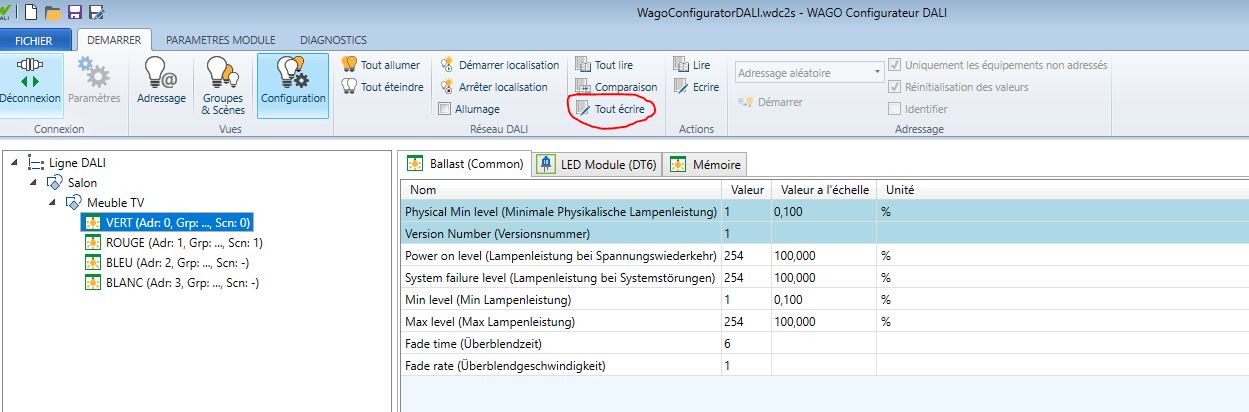 WagoConfiguratorDALI.wdc2s - WAGO Configurateur DALI
ALI
FICHIER DEMARRER PARAMETRES MODULE DIAGNOSTICS
Déconnexion
Paramètres
Connexion
Adressage
Groupes
& Scènes
Configuration
Vues
Tout allumer
Tout éteindre
Démarrer localisation
Arrêter localisation
Allumage
Tout lire
Comparaison
Tout écrire
Réseau DALI
Lire
Ecrire
Actions
Adressage aléatoire
Démarrer
Uniquement les équipements non adressés
Réinitialisation des valeurs
Identifier
Adressage
Ligne DALI
Salon
Meuble TV
VERT (Adr: 0, Grp: ..., Scn: 0)
ROUGE (Adr: 1, Grp: ..., Scn: 1)
BLEU (Adr: 2, Grp: ..., Scn: -)
BLANC (Adr: 3, Grp: ..., Scn: -)
Ballast (Common) LED Module (DT6) Mémoire
Nom Valeur Valeur a l'échelle Unité
Physical Min level (Minimale Physikalische Lampenleistung) 1 0,100 %
Version Number (Versionsnummer) 1
Power on level (Lampenleistung bei Spannungswiederkehr) 254 100,000 %
System failure level (Lampenleistung bei Systemstörungen) 254 100,000 %
Min level (Min Lampenleistung) 1 0,100 %
Max level (Max Lampenleistung) 254 100,000 %
Fade time (Überblendzeit) 6
Fade rate (Überblendgeschwindigkeit) 1